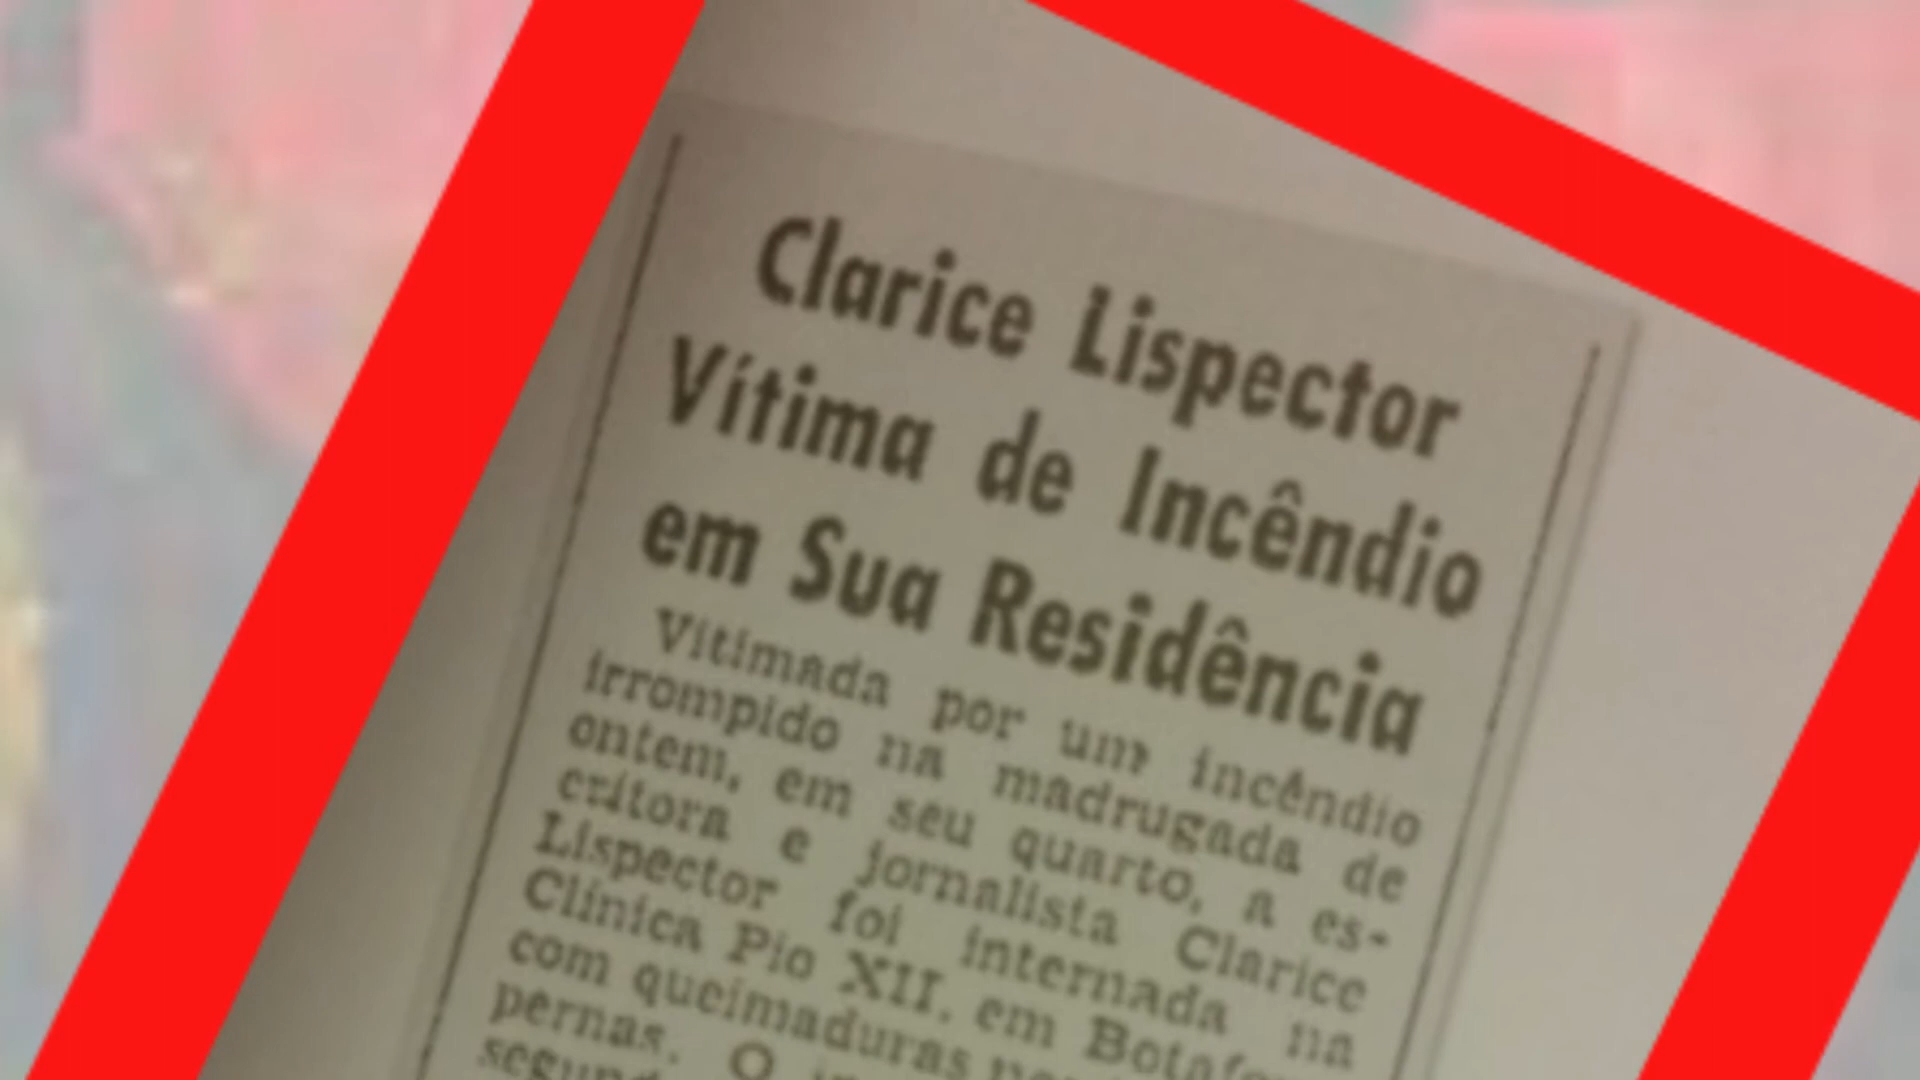 Clarice Lispector
Vítima de Incêndio
em Sua Residência
Vitimada por um incêndio
irrompido na madrugada de
ontem, em seu quarto, a es-
critora e jornalista Clarice
Lispector foi internada na
Clínica Pio XII, em Botafo
com queimaduras
pernas. O